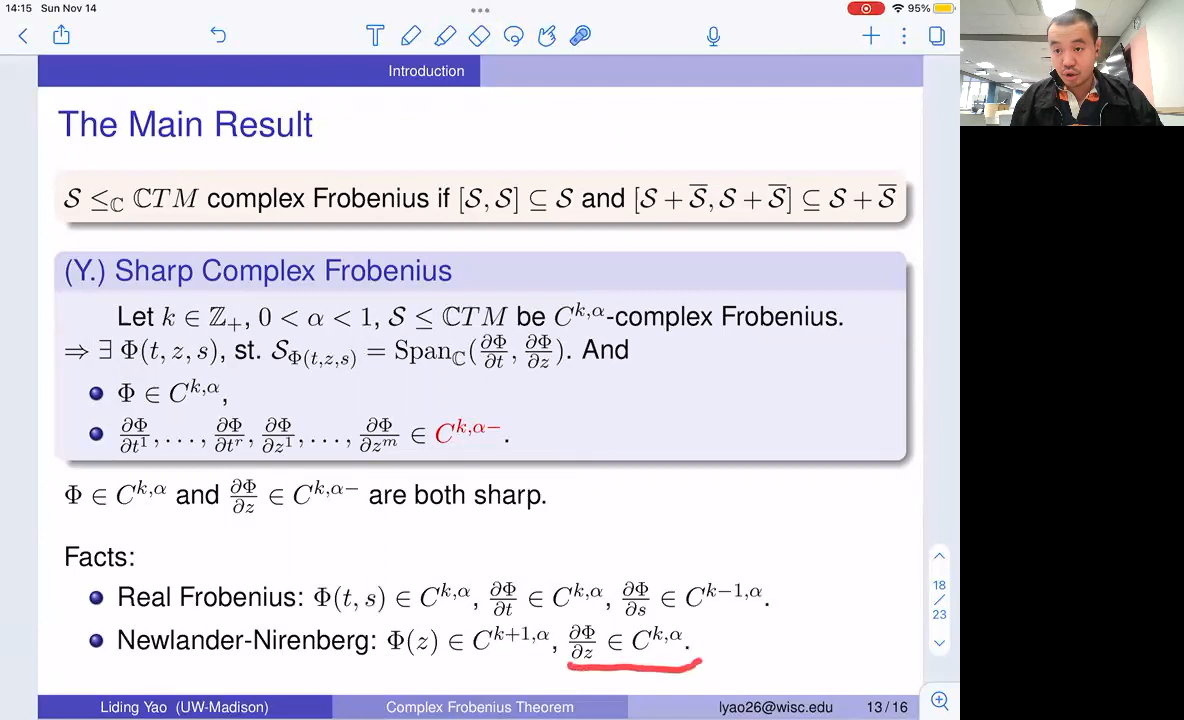 14:15 Sun Nov 14
95%
Introduction
The Main Result
𝒮 ≤_ℂ ℂTM complex Frobenius if [𝒮, 𝒮] ⊆ 𝒮 and [𝒮 + 𝒮̅, 𝒮 + 𝒮̅] ⊆ 𝒮 + 𝒮̅
(Y.) Sharp Complex Frobenius
Let k ∈ ℤ₊, 0 < α < 1, 𝒮 ≤ ℂTM be C^{k,α}-complex Frobenius.
⇒ ∃ Φ(t, z, s), st. 𝒮_{Φ(t,z,s)} = Span_ℂ(∂Φ/∂t, ∂Φ/∂z). And
Φ ∈ C^{k,α},
∂Φ/∂t¹, . . . , ∂Φ/∂tʳ, ∂Φ/∂z¹, . . . , ∂Φ/∂zᵐ ∈ C^{k,α−}.
Φ ∈ C^{k,α} and ∂Φ/∂z ∈ C^{k,α−} are both sharp.
Facts:
Real Frobenius: Φ(t, s) ∈ C^{k,α}, ∂Φ/∂t ∈ C^{k,α}, ∂Φ/∂s ∈ C^{k−1,α}.
Newlander-Nirenberg: Φ(z) ∈ C^{k+1,α}, ∂Φ/∂z ∈ C^{k,α}.
18
/
23
Liding Yao (UW-Madison)
Complex Frobenius Theorem
lyao26@wisc.edu
13 / 16